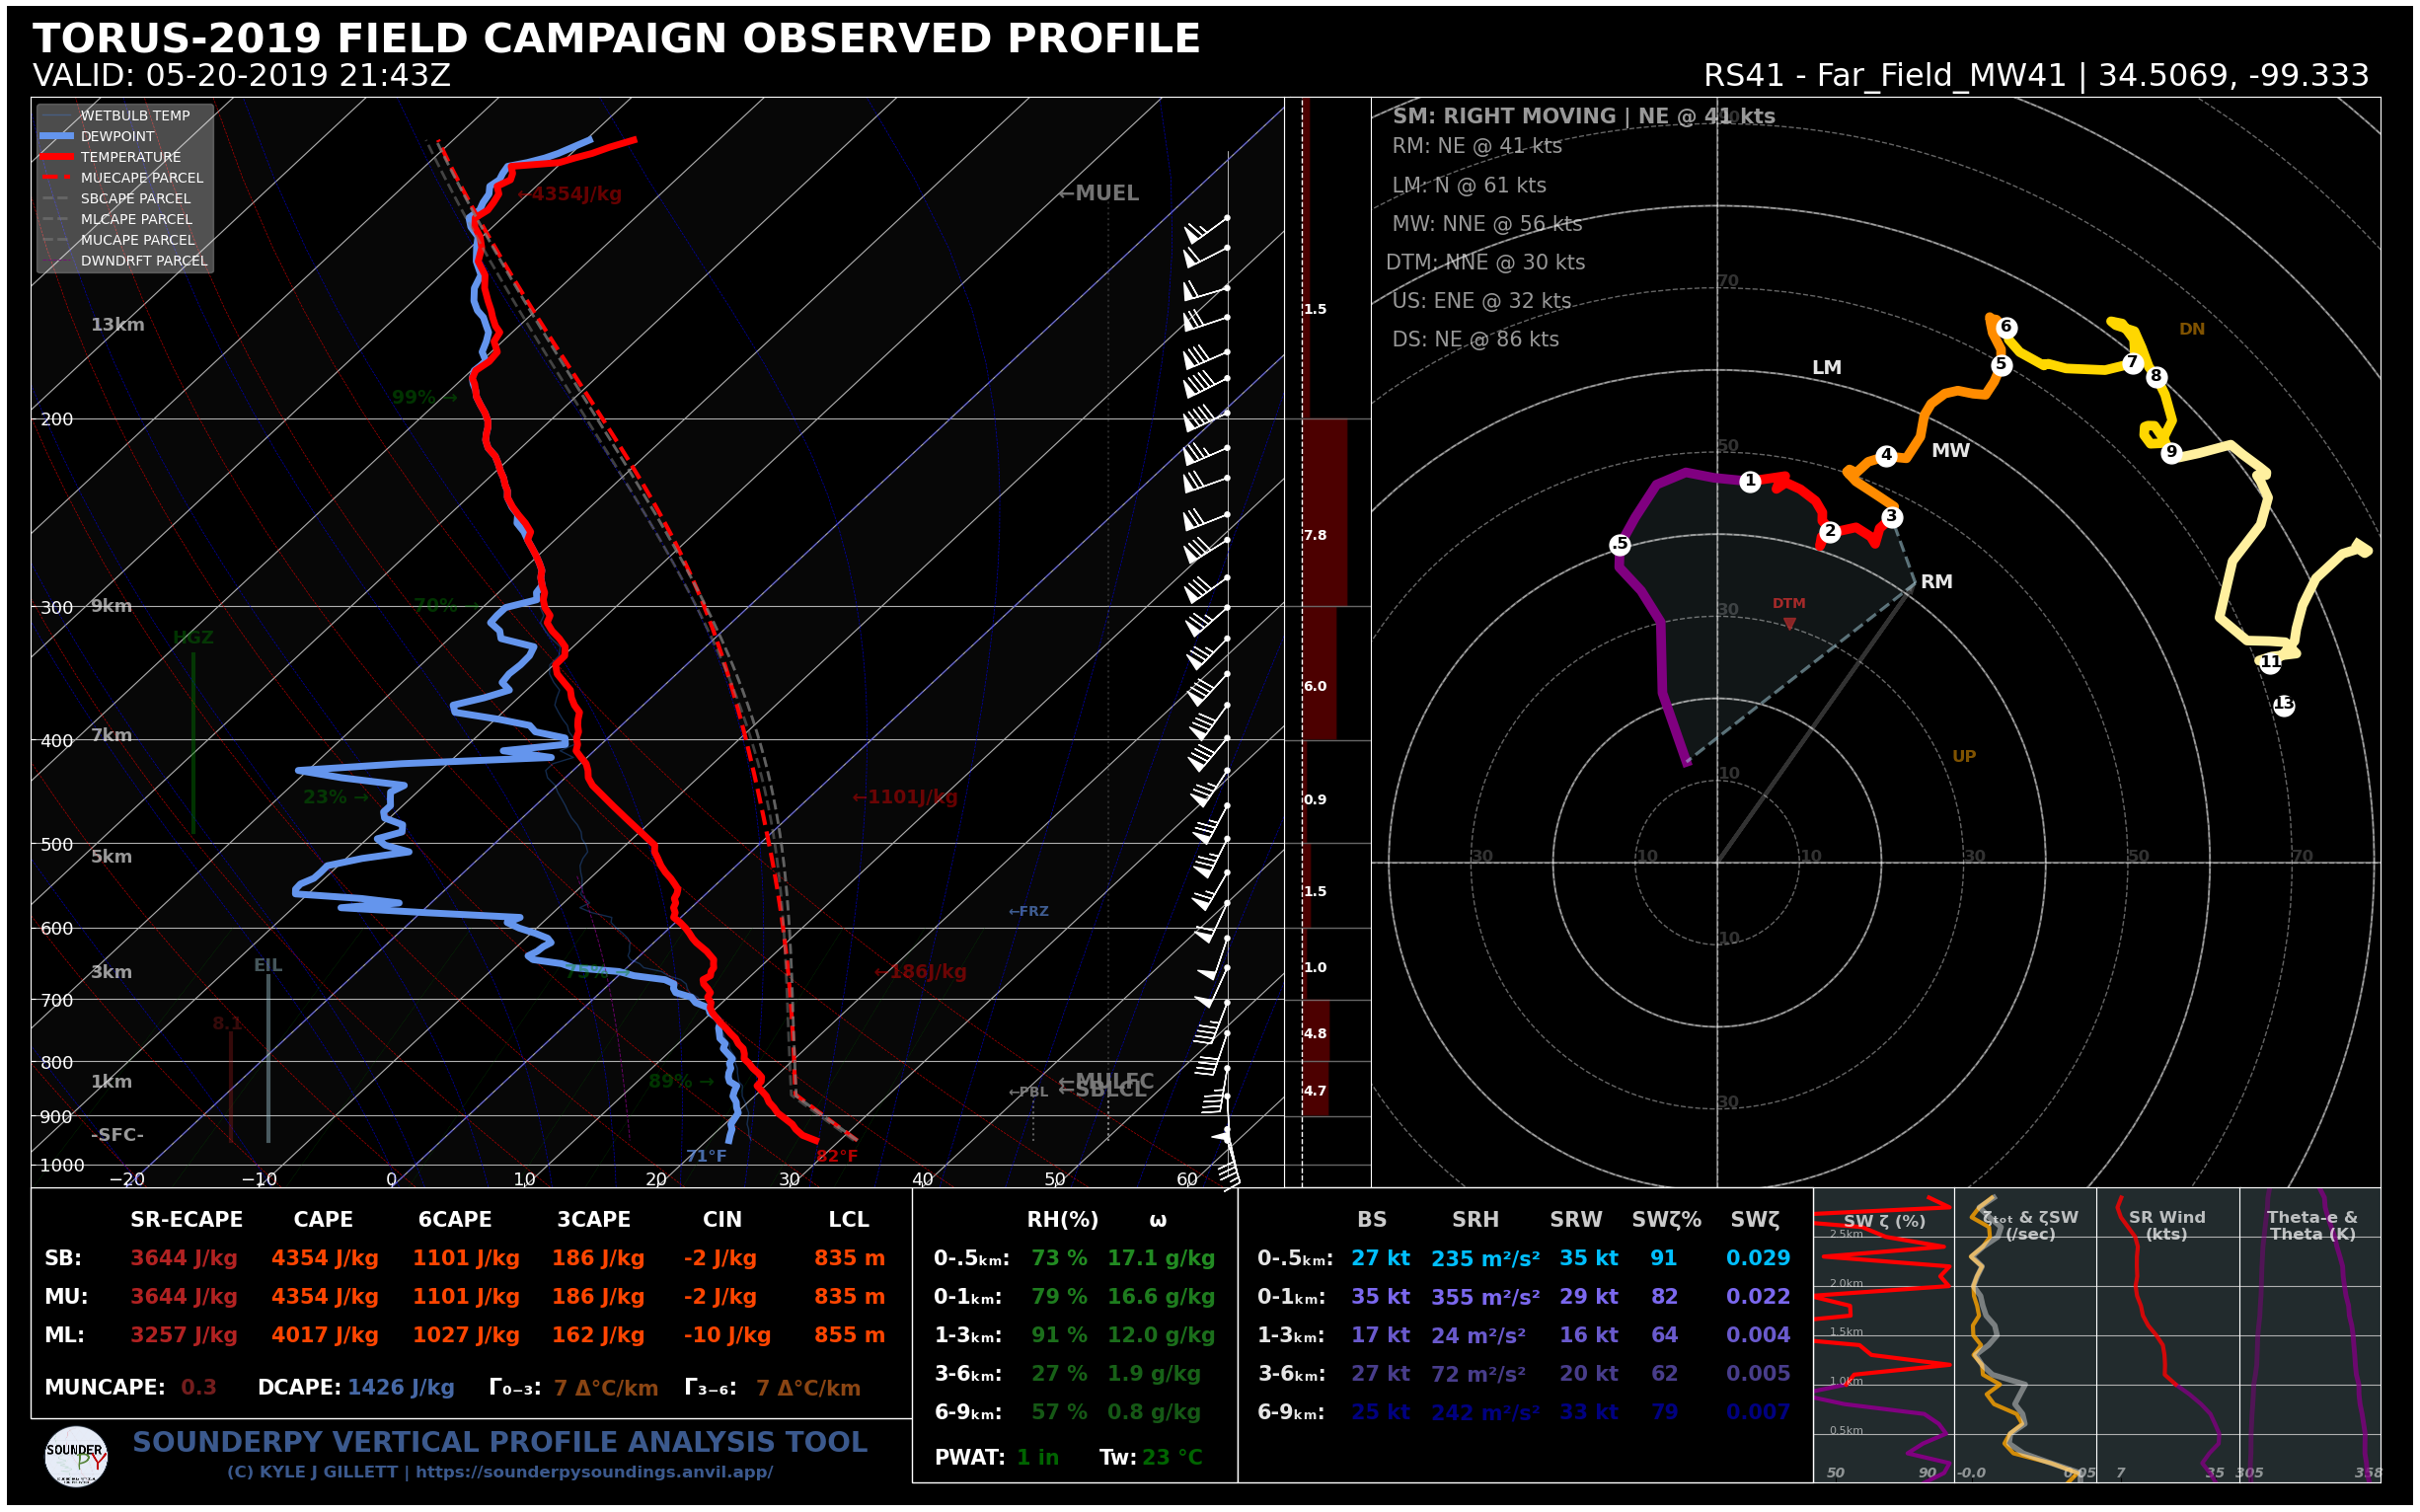 TORUS-2019 FIELD CAMPAIGN OBSERVED PROFILE
VALID: 05-20-2019 21:43Z
RS41 - Far_Field_MW41 | 34.5069, -99.333
WETBULB TEMP
DEWPOINT
TEMPERATURE
MUECAPE PARCEL
SBCAPE PARCEL
MLCAPE PARCEL
MUCAPE PARCEL
DWNDRFT PARCEL
←4354J/kg
←MUEL
13km
99% →
200
70% →
300
9km
HGZ
7km
400
23% →
←1101J/kg
500
5km
←FRZ
600
EIL
3km
75% →
←186J/kg
700
8.1
800
1km
89% →
←PBL
←MULFC
←SBLCL
900
-SFC-
71°F
82°F
1000
−20 −10 0 10 20 30 40 50 60
1.5
7.8
6.0
0.9
1.5
1.0
4.8
4.7
SM: RIGHT MOVING | NE @ 41 kts
RM: NE @ 41 kts
LM: N @ 61 kts
MW: NNE @ 56 kts
DTM: NNE @ 30 kts
US: ENE @ 32 kts
DS: NE @ 86 kts
90
70
50
30
10
30 10 10 30 50 70
10
30
LM
MW
RM
DTM
DN
UP
.5
1
2
3
4
5
6
7
8
9
11
13
SR-ECAPE CAPE 6CAPE 3CAPE CIN LCL
SB: 3644 J/kg 4354 J/kg 1101 J/kg 186 J/kg -2 J/kg 835 m
MU: 3644 J/kg 4354 J/kg 1101 J/kg 186 J/kg -2 J/kg 835 m
ML: 3257 J/kg 4017 J/kg 1027 J/kg 162 J/kg -10 J/kg 855 m
MUNCAPE: 0.3 DCAPE: 1426 J/kg Γ₀₋₃: 7 Δ°C/km Γ₃₋₆: 7 Δ°C/km
RH(%) ω
0-.5ₖₘ: 73 % 17.1 g/kg
0-1ₖₘ: 79 % 16.6 g/kg
1-3ₖₘ: 91 % 12.0 g/kg
3-6ₖₘ: 27 % 1.9 g/kg
6-9ₖₘ: 57 % 0.8 g/kg
PWAT: 1 in Tw: 23 °C
BS SRH SRW SWζ% SWζ
0-.5ₖₘ: 27 kt 235 m²/s² 35 kt 91 0.029
0-1ₖₘ: 35 kt 355 m²/s² 29 kt 82 0.022
1-3ₖₘ: 17 kt 24 m²/s² 16 kt 64 0.004
3-6ₖₘ: 27 kt 72 m²/s² 20 kt 62 0.005
6-9ₖₘ: 25 kt 242 m²/s² 33 kt 79 0.007
SW ζ (%)
2.5km
2.0km
1.5km
1.0km
0.5km
50 90
ζₜₒₜ & ζSW
(/sec)
-0.0 0.05
SR Wind
(kts)
7 35
Theta-e &
Theta (K)
305 358
SOUNDER
PY
SOUNDERPY VERTICAL PROFILE ANALYSIS TOOL
(C) KYLE J GILLETT | https://sounderpysoundings.anvil.app/